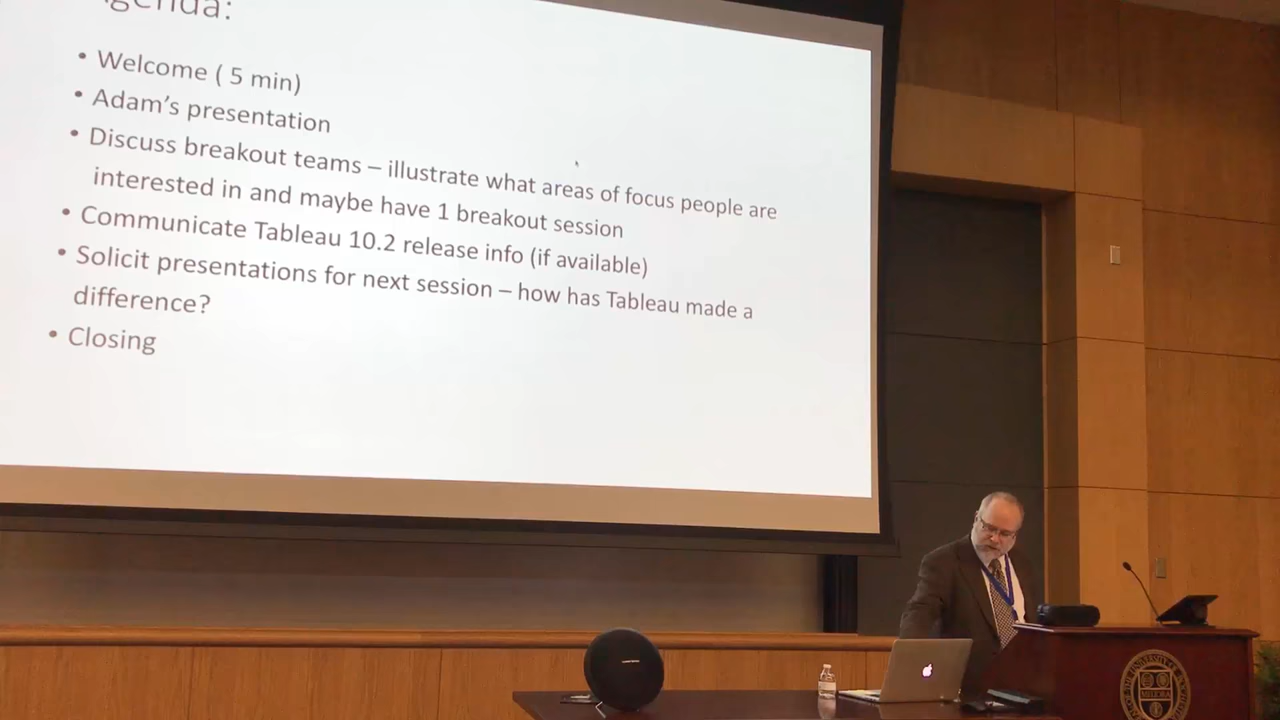 Agenda:
• Welcome ( 5 min)
• Adam's presentation
• Discuss breakout teams – illustrate what areas of focus people are
interested in and maybe have 1 breakout session
• Communicate Tableau 10.2 release info (if available)
• Solicit presentations for next session – how has Tableau made a
difference?
• Closing
MELIORA